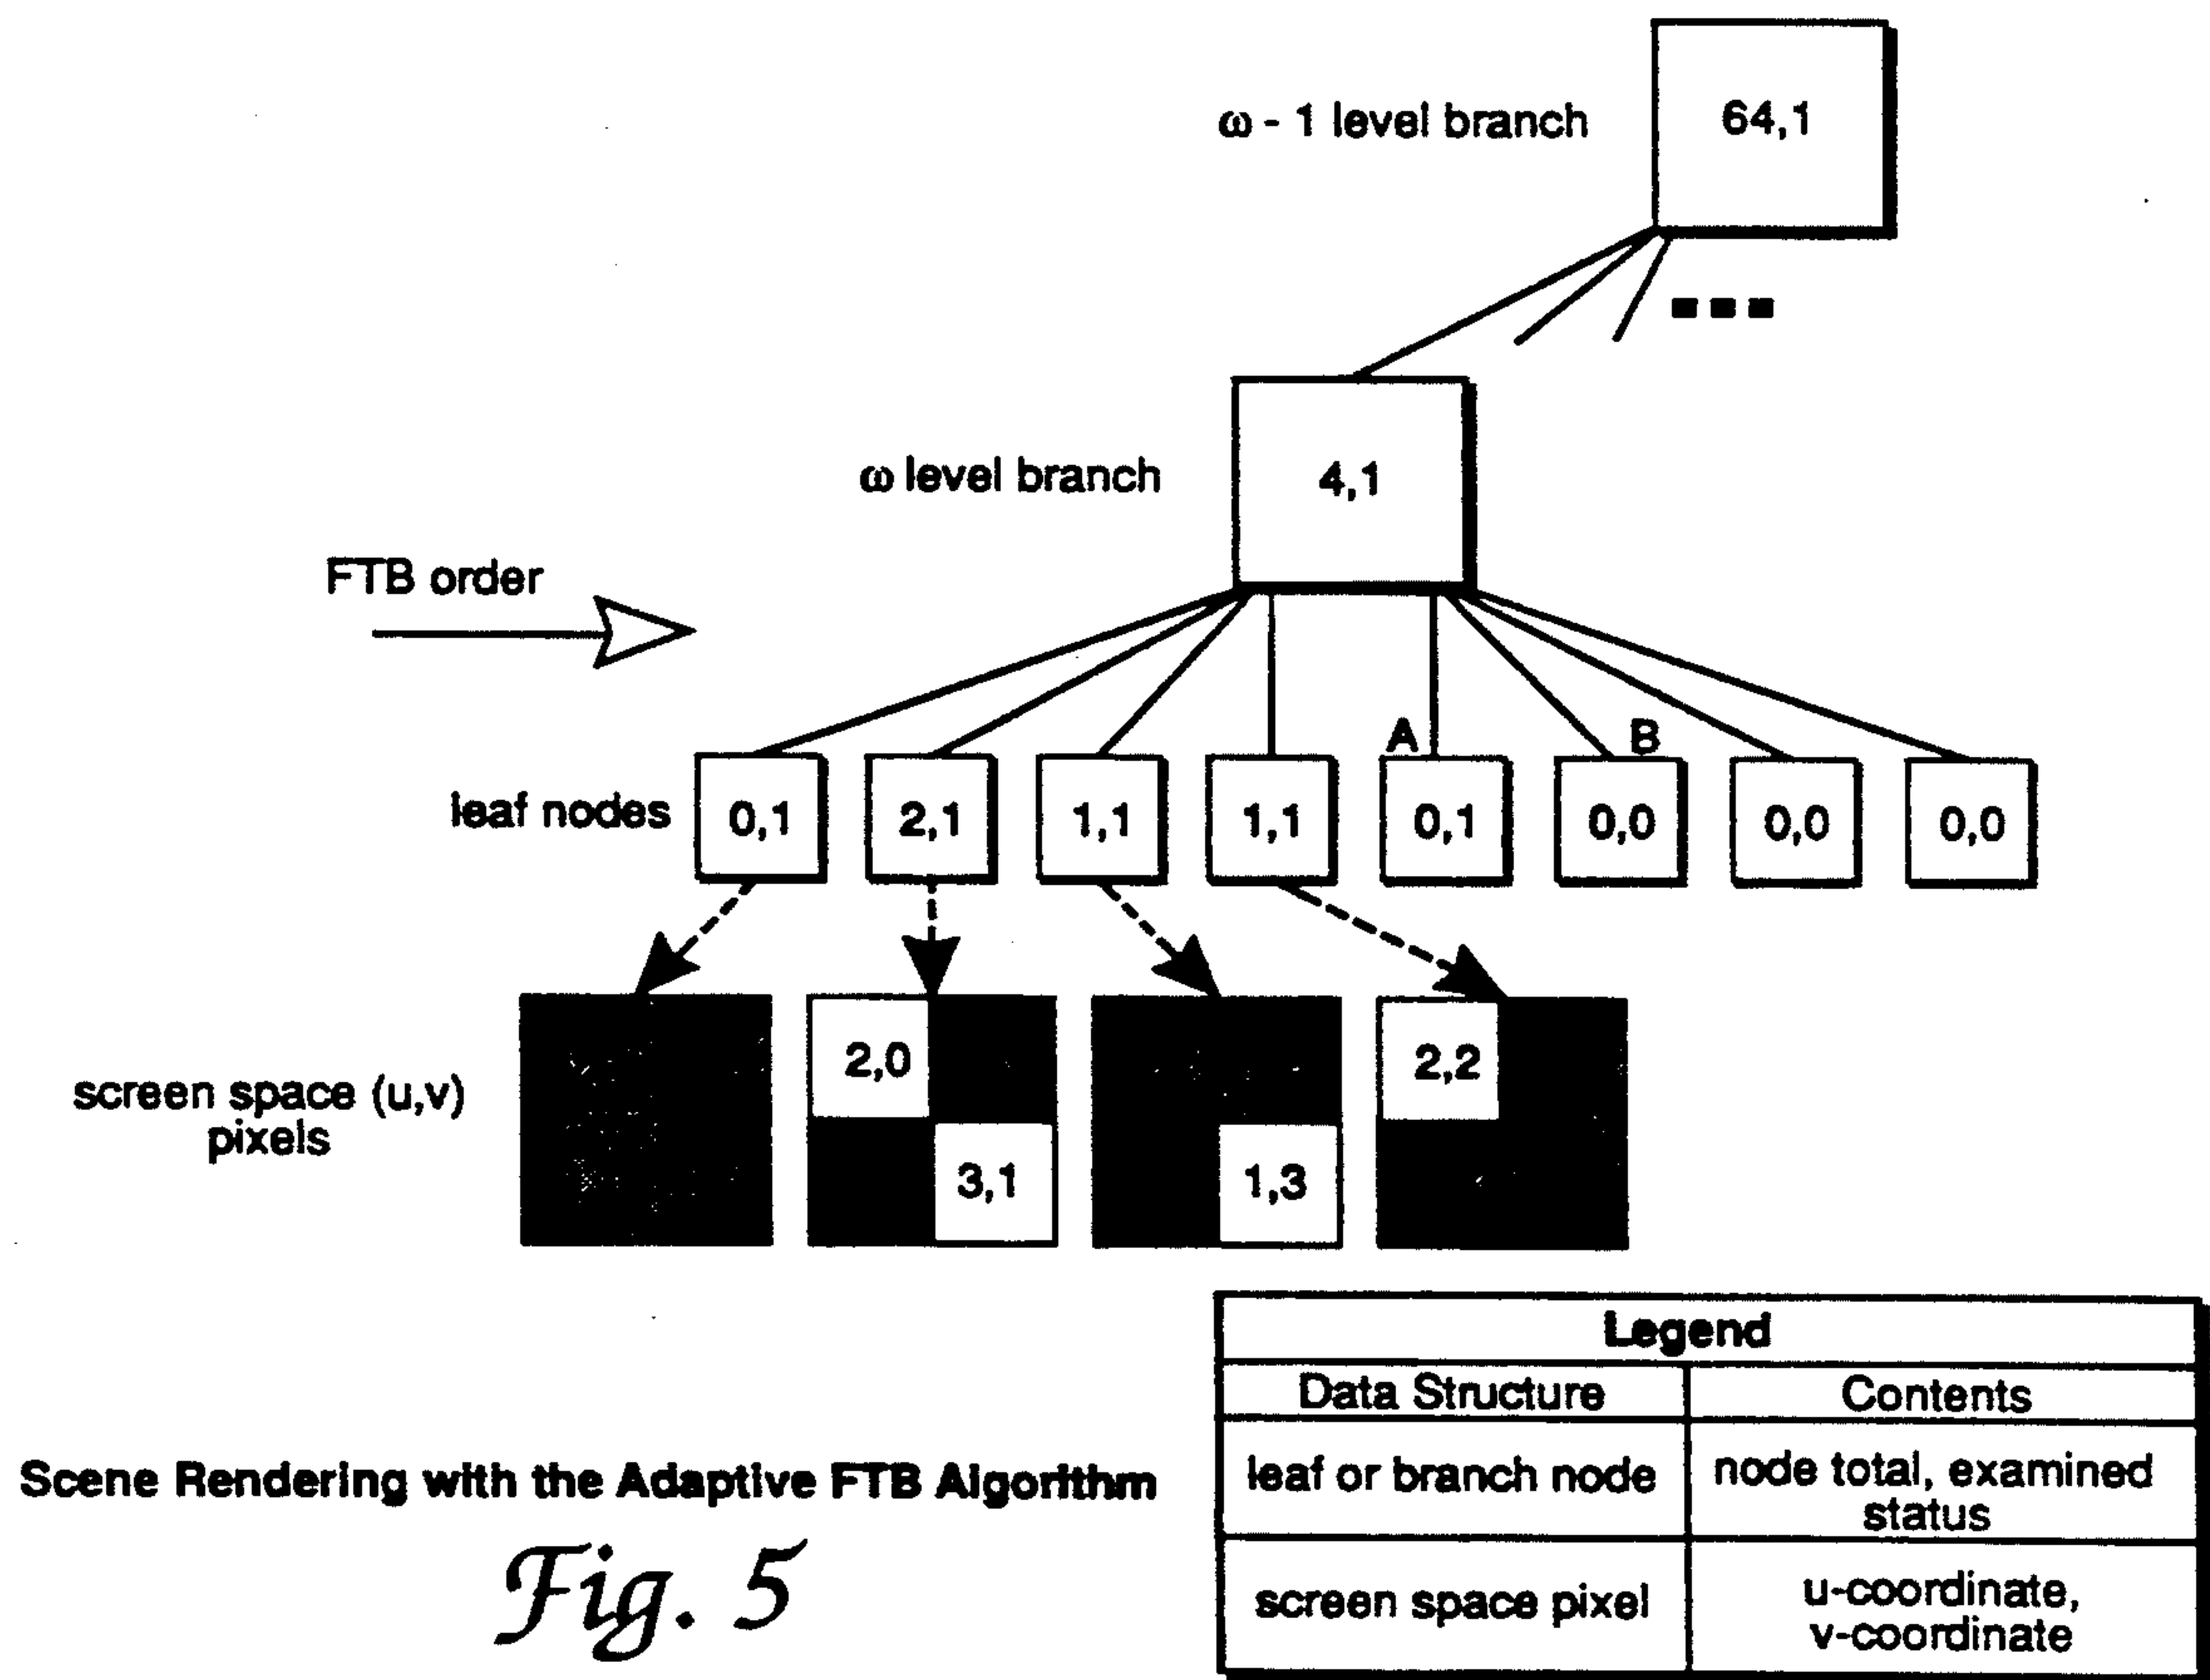 64,1
ω - 1 level branch
4,1
ω level branch
FTB order
A
B
leaf nodes
0,1
2,1
1,1
1,1
0,1
0,0
0,0
0,0
2,0
3,1
1,3
2,2
screen space (u,v)
pixels
Legend
Data Structure
Contents
leaf or branch node
node total, examined
status
screen space pixel
u-coordinate,
v-coordinate
Scene Rendering with the Adaptive FTB Algorithm
Fig. 5